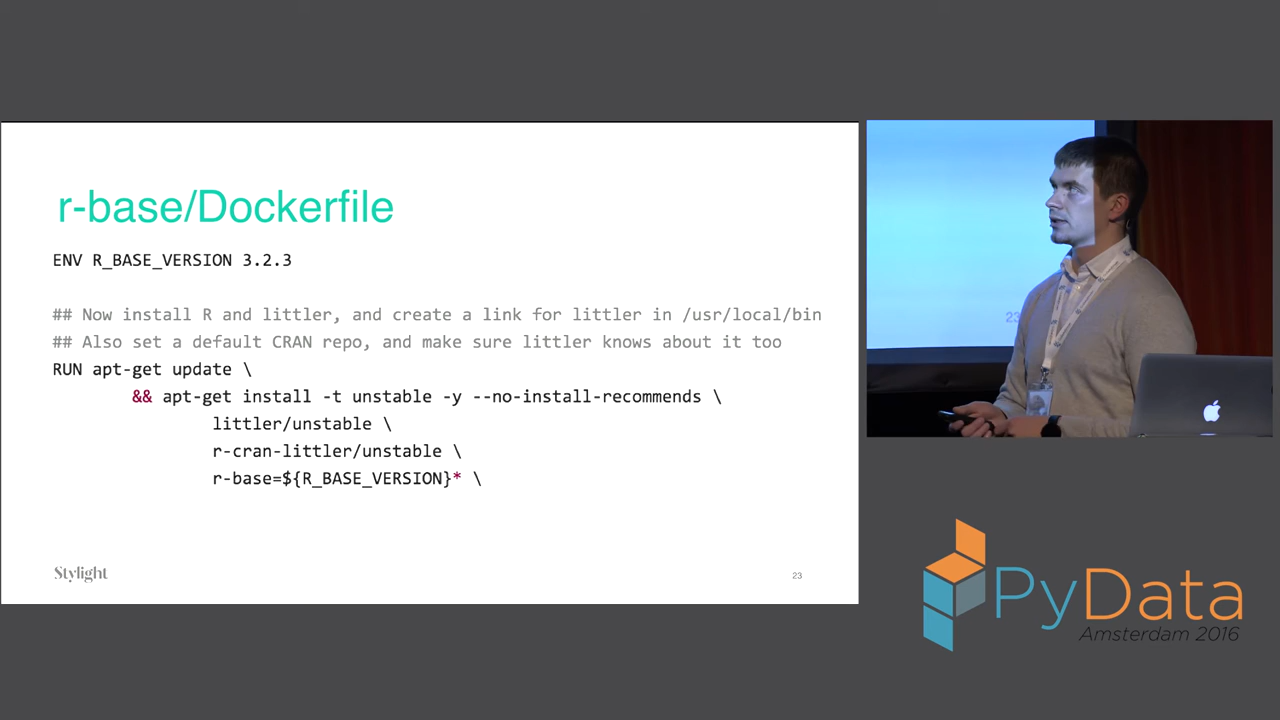 r-base/Dockerfile
ENV R_BASE_VERSION 3.2.3
## Now install R and littler, and create a link for littler in /usr/local/bin
## Also set a default CRAN repo, and make sure littler knows about it too
RUN apt-get update \
&& apt-get install -t unstable -y --no-install-recommends \
littler/unstable \
r-cran-littler/unstable \
r-base=${R_BASE_VERSION}* \
Stylight
23
23
PyData
Amsterdam 2016